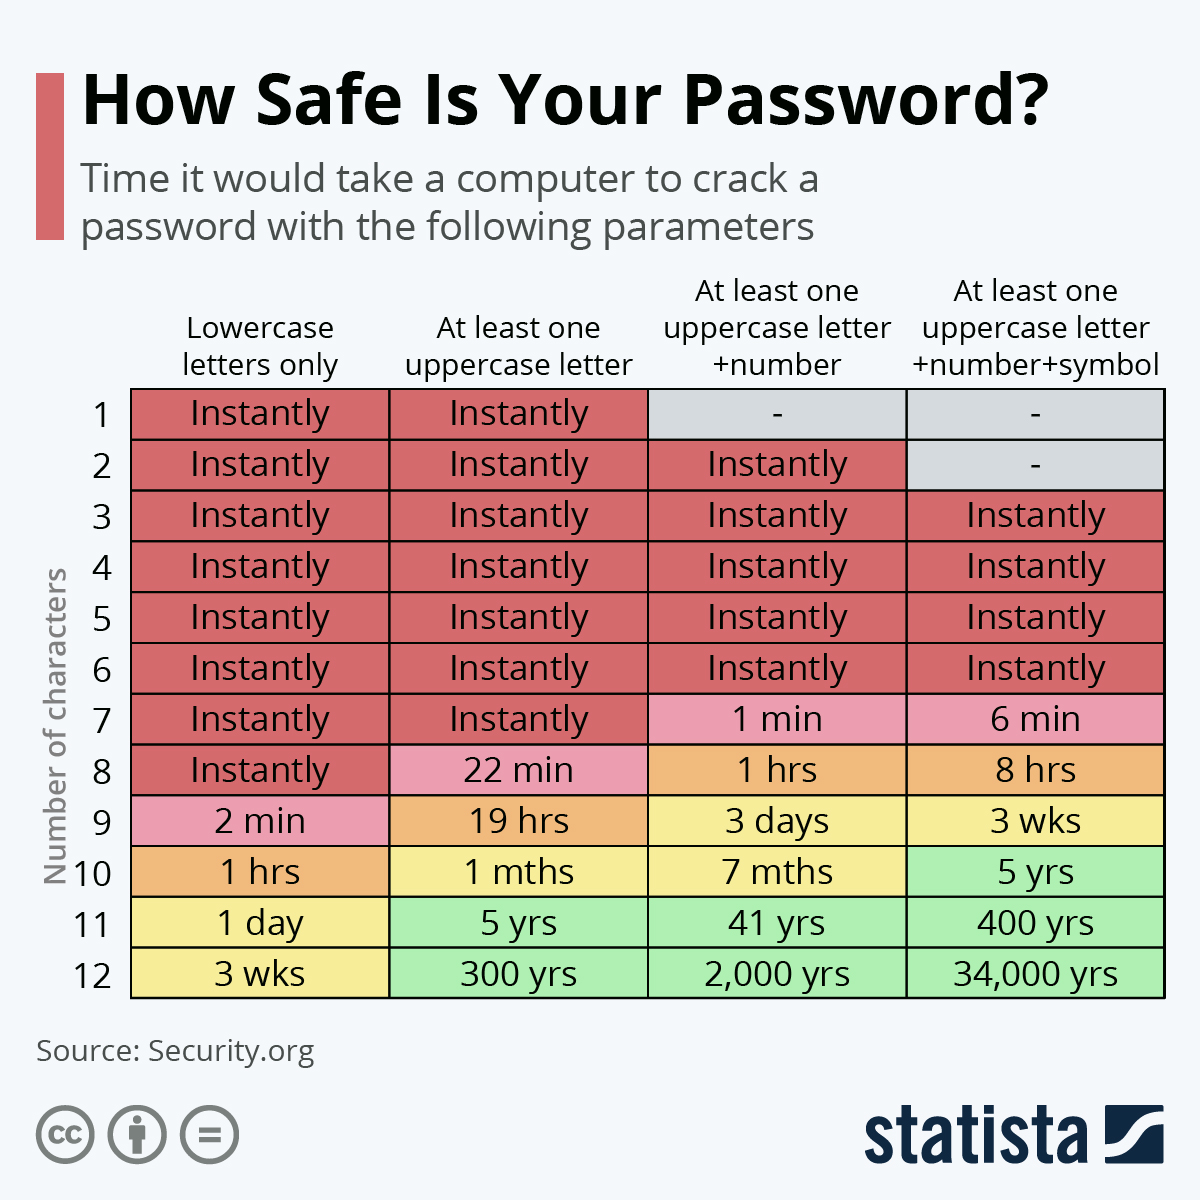 How Safe Is Your Password?
Time it would take a computer to crack a
password with the following parameters
Lowercase
letters only
At least one
uppercase letter
At least one
uppercase letter
+number
At least one
uppercase letter
+number+symbol
Number of characters
1 Instantly Instantly - -
2 Instantly Instantly Instantly -
3 Instantly Instantly Instantly Instantly
4 Instantly Instantly Instantly Instantly
5 Instantly Instantly Instantly Instantly
6 Instantly Instantly Instantly Instantly
7 Instantly Instantly 1 min 6 min
8 Instantly 22 min 1 hrs 8 hrs
9 2 min 19 hrs 3 days 3 wks
10 1 hrs 1 mths 7 mths 5 yrs
11 1 day 5 yrs 41 yrs 400 yrs
12 3 wks 300 yrs 2,000 yrs 34,000 yrs
Source: Security.org
cc =
statista